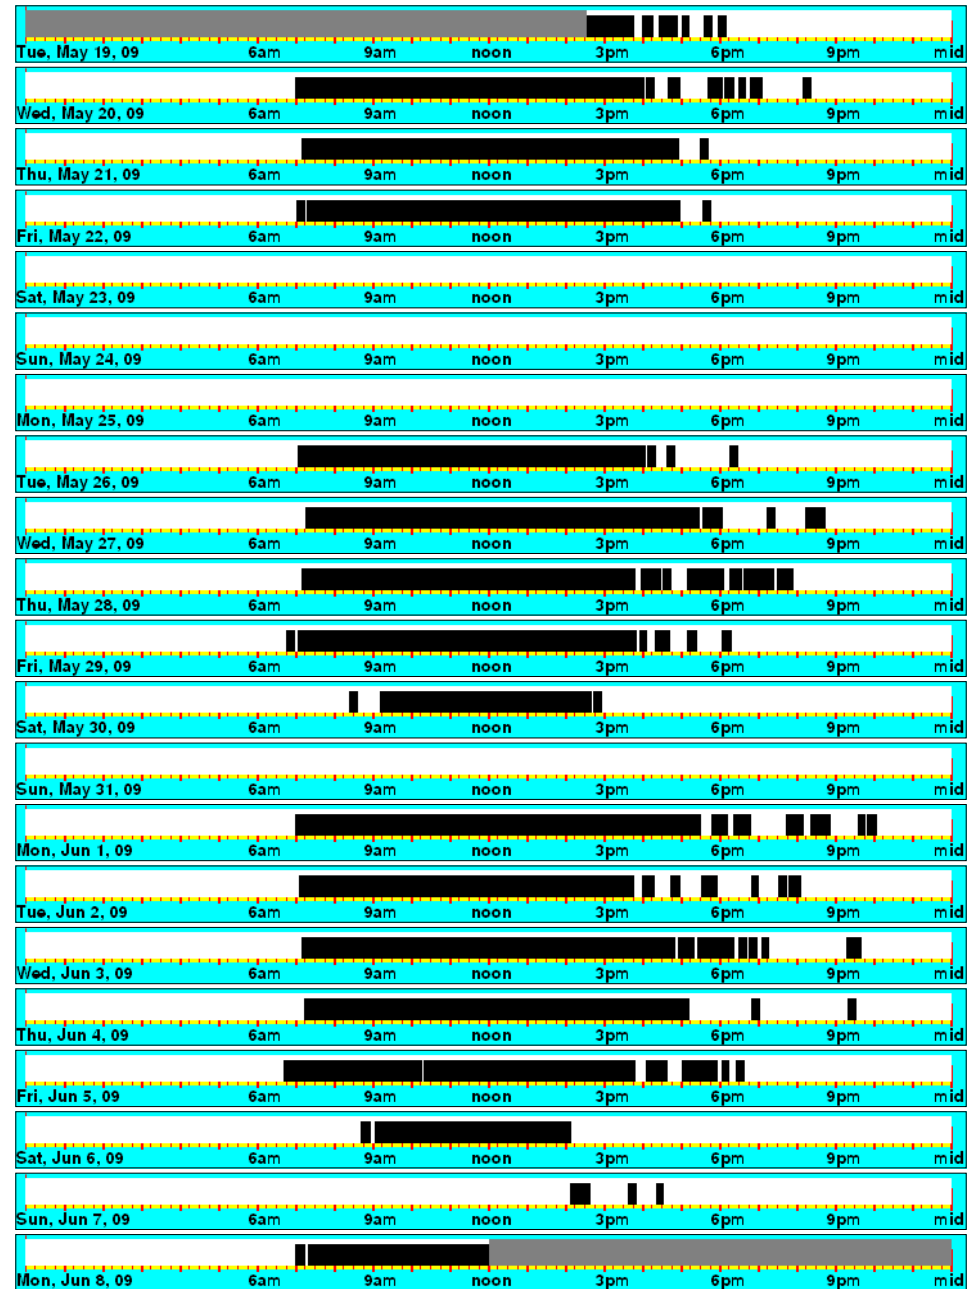 Tue, May 19, 09 6am 9am noon 3pm 6pm 9pm mid
Wed, May 20, 09 6am 9am noon 3pm 6pm 9pm mid
Thu, May 21, 09 6am 9am noon 3pm 6pm 9pm mid
Fri, May 22, 09 6am 9am noon 3pm 6pm 9pm mid
Sat, May 23, 09 6am 9am noon 3pm 6pm 9pm mid
Sun, May 24, 09 6am 9am noon 3pm 6pm 9pm mid
Mon, May 25, 09 6am 9am noon 3pm 6pm 9pm mid
Tue, May 26, 09 6am 9am noon 3pm 6pm 9pm mid
Wed, May 27, 09 6am 9am noon 3pm 6pm 9pm mid
Thu, May 28, 09 6am 9am noon 3pm 6pm 9pm mid
Fri, May 29, 09 6am 9am noon 3pm 6pm 9pm mid
Sat, May 30, 09 6am 9am noon 3pm 6pm 9pm mid
Sun, May 31, 09 6am 9am noon 3pm 6pm 9pm mid
Mon, Jun 1, 09 6am 9am noon 3pm 6pm 9pm mid
Tue, Jun 2, 09 6am 9am noon 3pm 6pm 9pm mid
Wed, Jun 3, 09 6am 9am noon 3pm 6pm 9pm mid
Thu, Jun 4, 09 6am 9am noon 3pm 6pm 9pm mid
Fri, Jun 5, 09 6am 9am noon 3pm 6pm 9pm mid
Sat, Jun 6, 09 6am 9am noon 3pm 6pm 9pm mid
Sun, Jun 7, 09 6am 9am noon 3pm 6pm 9pm mid
Mon, Jun 8, 09 6am 9am noon 3pm 6pm 9pm mid